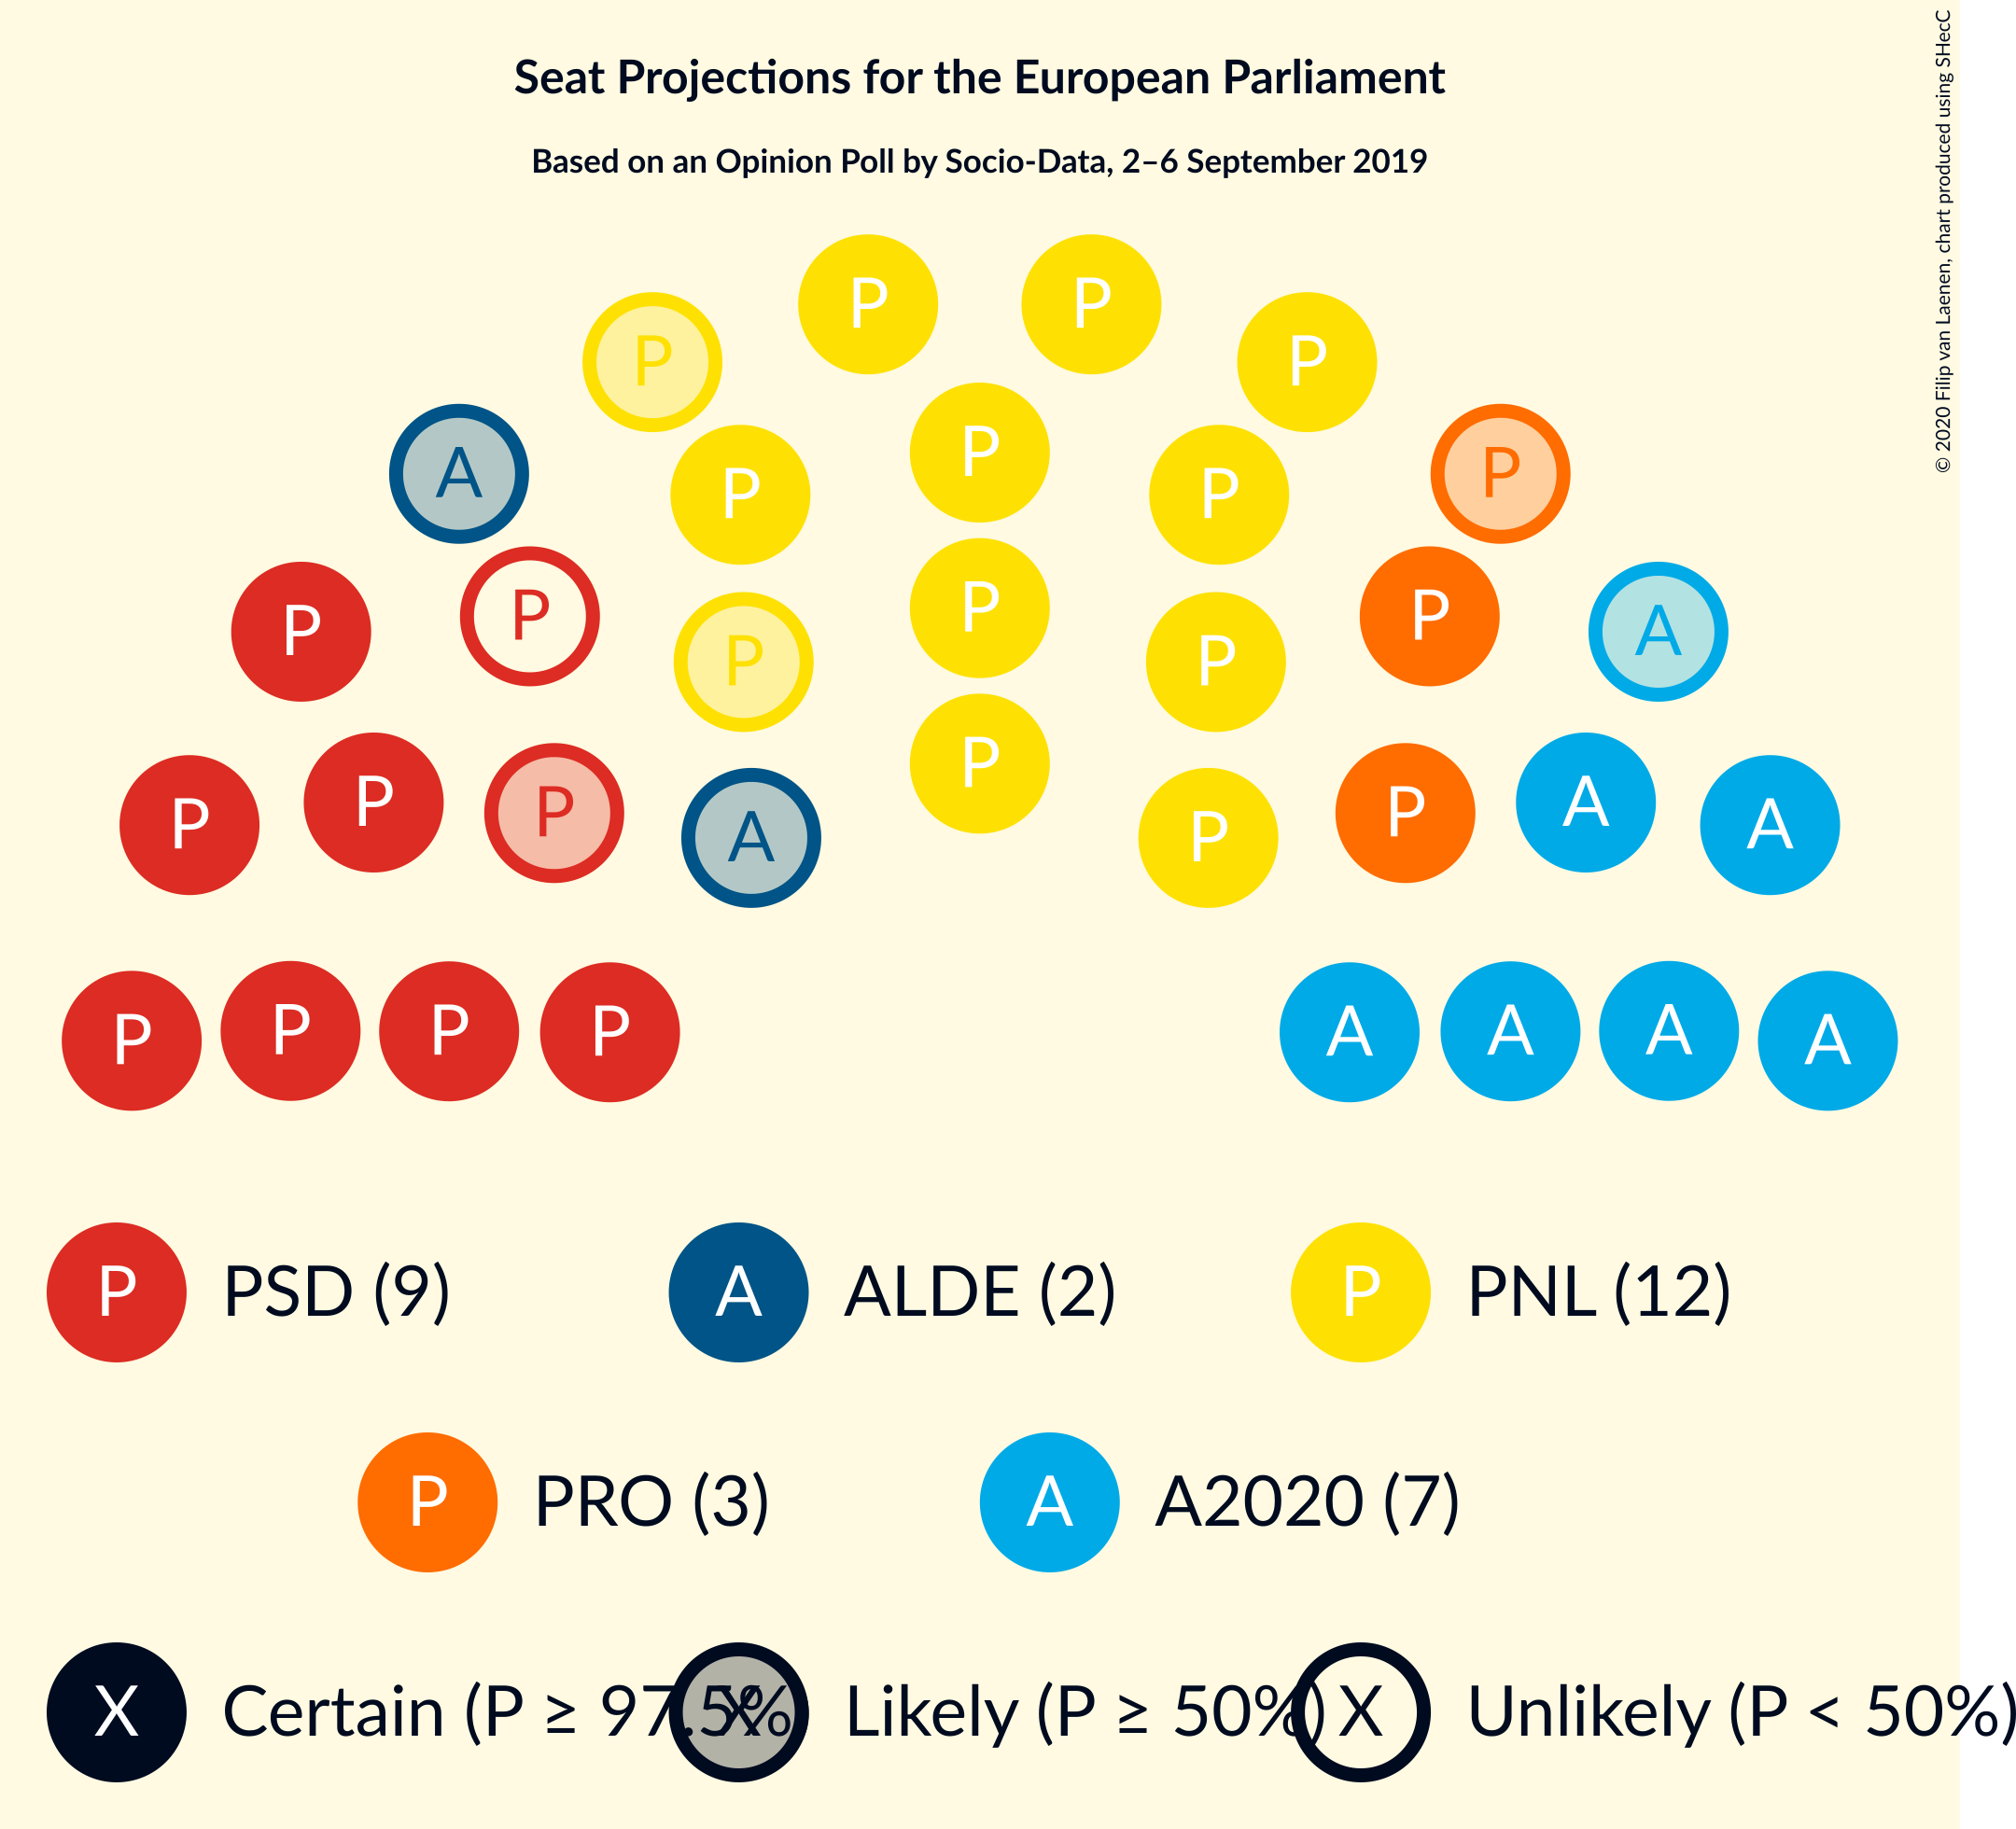 Seat Projections for the European Parliament
Based on an Opinion Poll by Socio-Data, 2–6 September 2019
© 2020 Filip van Laenen, chart produced using SHecC
P P
P P
P
A P P P P
P
P P P P
P P P A
P P P P A A
P
A P
P P P P A A A A
P PSD (9) A ALDE (2) P PNL (12)
P PRO (3) A A2020 (7)
X Certain (P ≥ 97.5% X Likely (P ≥ 50%) X Unlikely (P < 50%)